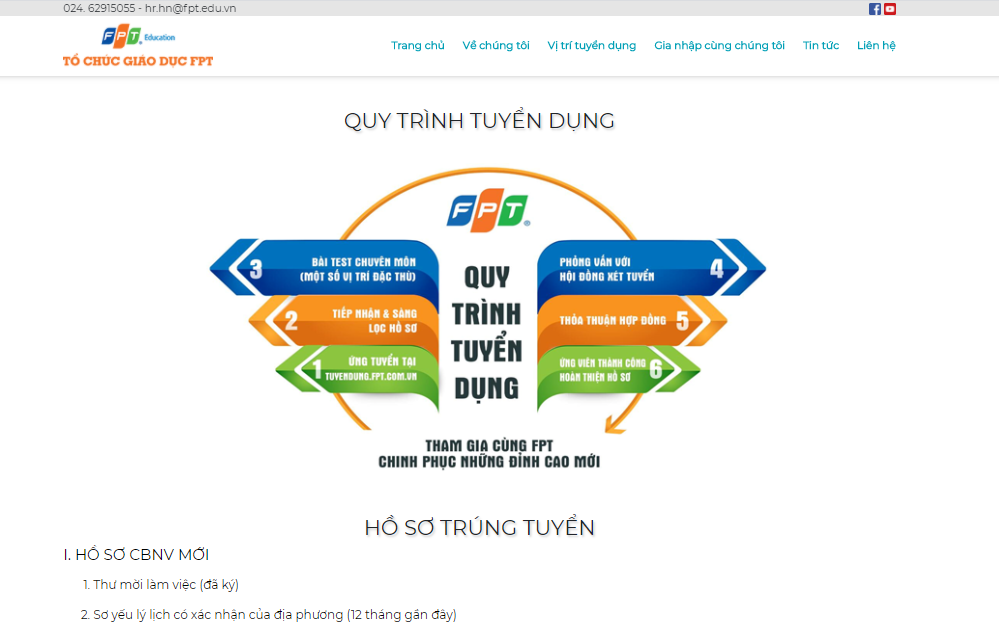 024. 62915055 - hr.hn@fpt.edu.vn
FPT Education
TỔ CHỨC GIÁO DỤC FPT
Trang chủ Về chúng tôi Vị trí tuyển dụng Gia nhập cùng chúng tôi Tin tức Liên hệ
QUY TRÌNH TUYỂN DỤNG
FPT®
3
BÀI TEST CHUYÊN MÔN
(MỘT SỐ VỊ TRÍ ĐẶC THÙ)
2
TIẾP NHẬN & SÀNG
LỌC HỒ SƠ
1
ỨNG TUYỂN TẠI
TUYENDUNG.FPT.COM.VN
QUY
TRÌNH
TUYỂN
DỤNG
PHỎNG VẤN VỚI
HỘI ĐỒNG XÉT TUYỂN
4
THỎA THUẬN HỢP ĐỒNG
5
ỨNG VIÊN THÀNH CÔNG
HOÀN THIỆN HỒ SƠ
6
THAM GIA CÙNG FPT
CHINH PHỤC NHỮNG ĐỈNH CAO MỚI
HỒ SƠ TRÚNG TUYỂN
I. HỒ SƠ CBNV MỚI
1. Thư mời làm việc (đã ký)
2. Sơ yếu lý lịch có xác nhận của địa phương (12 tháng gần đây)